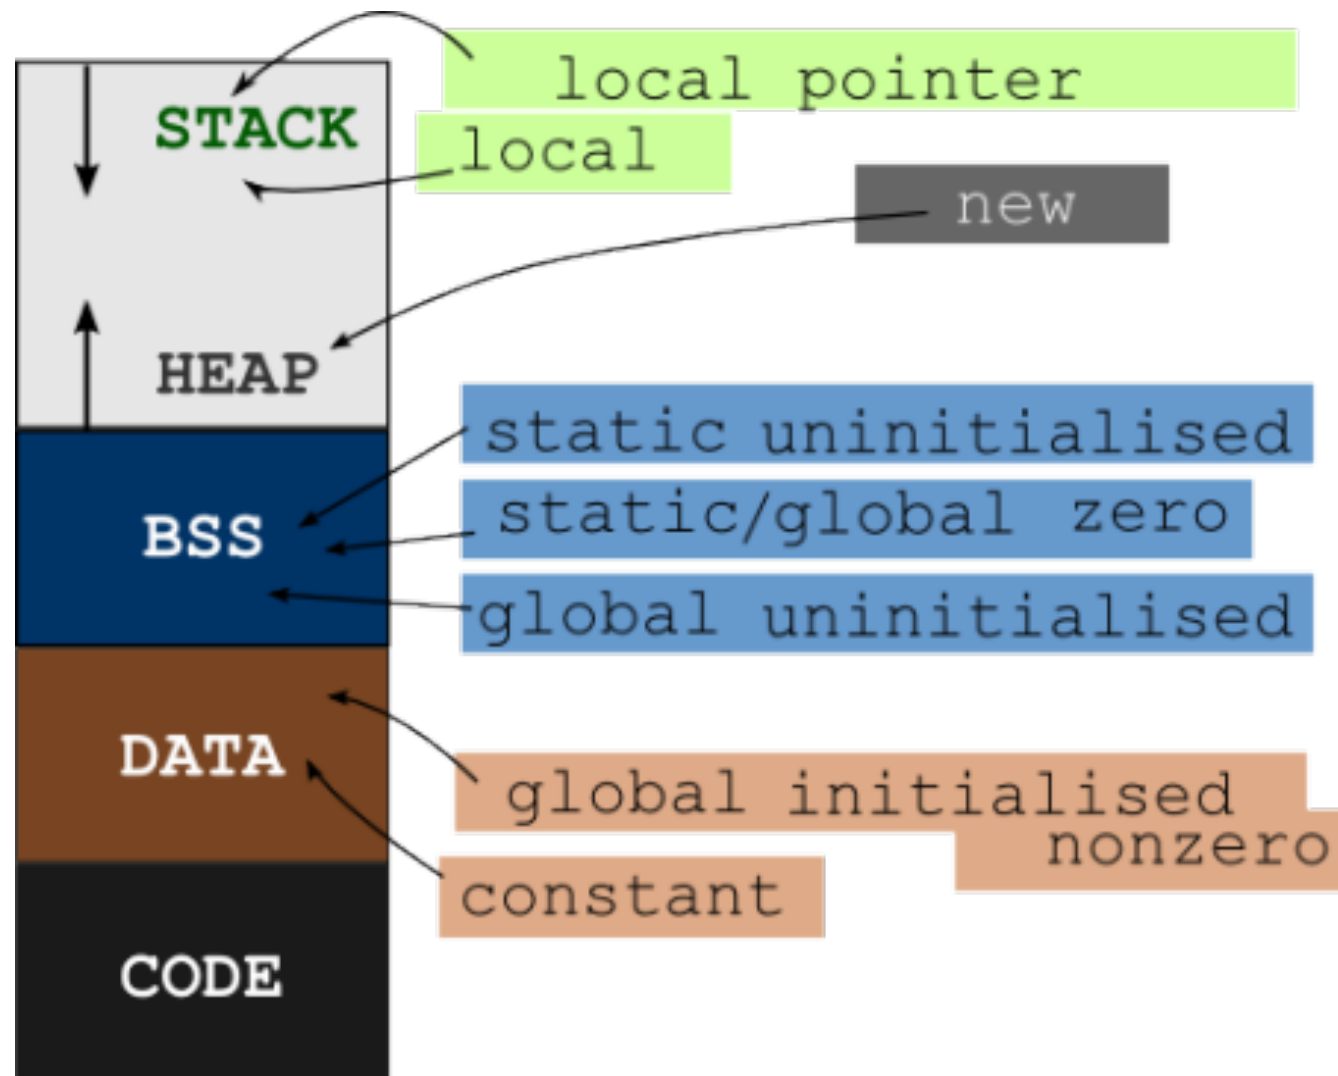 local pointer
STACK
local
new
HEAP
static uninitialised
static/global zero
BSS
global uninitialised
DATA
global initialised
nonzero
constant
CODE